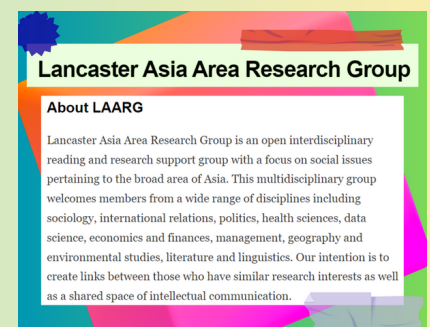 Lancaster Asia Area Research Group
About LAARG
Lancaster Asia Area Research Group is an open interdisciplinary
reading and research support group with a focus on social issues
pertaining to the broad area of Asia. This multidisciplinary group
welcomes members from a wide range of disciplines including
sociology, international relations, politics, health sciences, data
science, economics and finances, management, geography and
environmental studies, literature and linguistics. Our intention is to
create links between those who have similar research interests as well
as a shared space of intellectual communication.